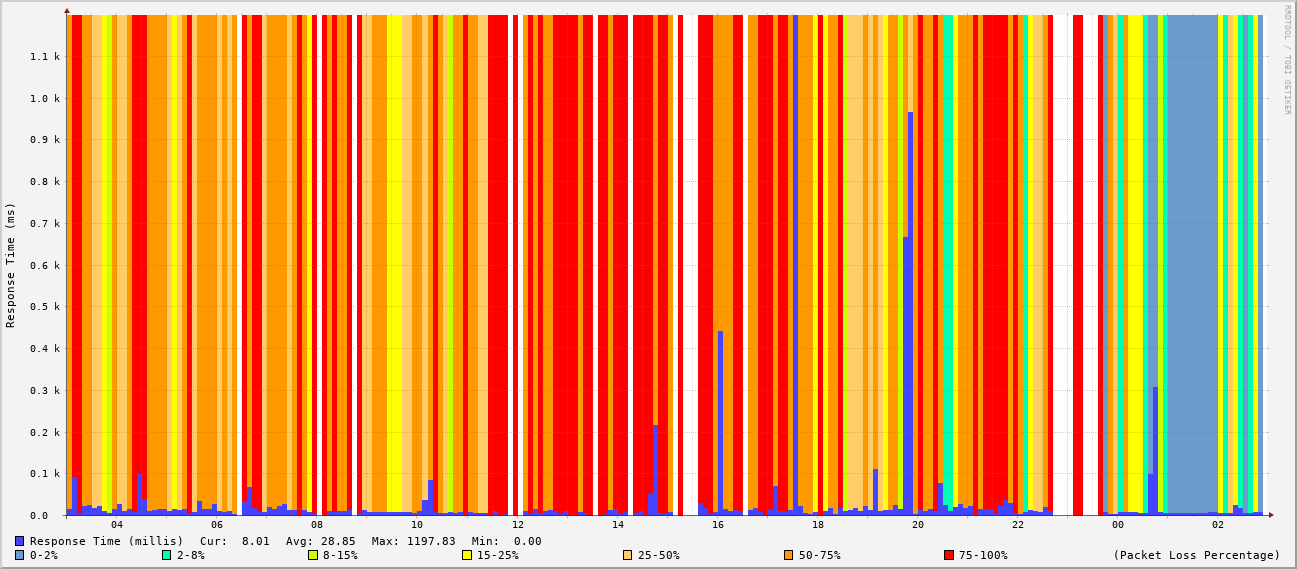 RRDTOOL / TOBI OETIKER
Response Time (ms)
1.1 k
1.0 k
0.9 k
0.8 k
0.7 k
0.6 k
0.5 k
0.4 k
0.3 k
0.2 k
0.1 k
0.0
04 06 08 10 12 14 16 18 20 22 00 02
Response Time (millis) Cur: 8.01 Avg: 28.85 Max: 1197.83 Min: 0.00
0-2% 2-8% 8-15% 15-25% 25-50% 50-75% 75-100% (Packet Loss Percentage)